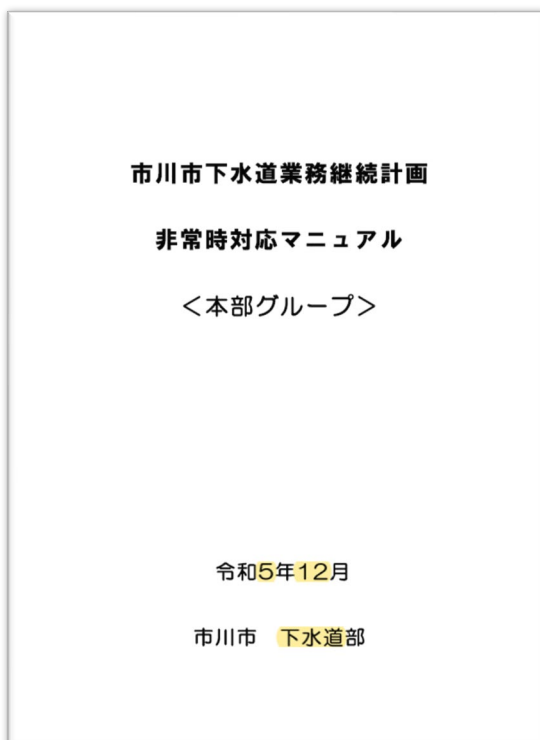 市川市下水道業務継続計画
非常時対応マニュアル
＜本部グループ＞
令和5年12月
市川市　下水道部